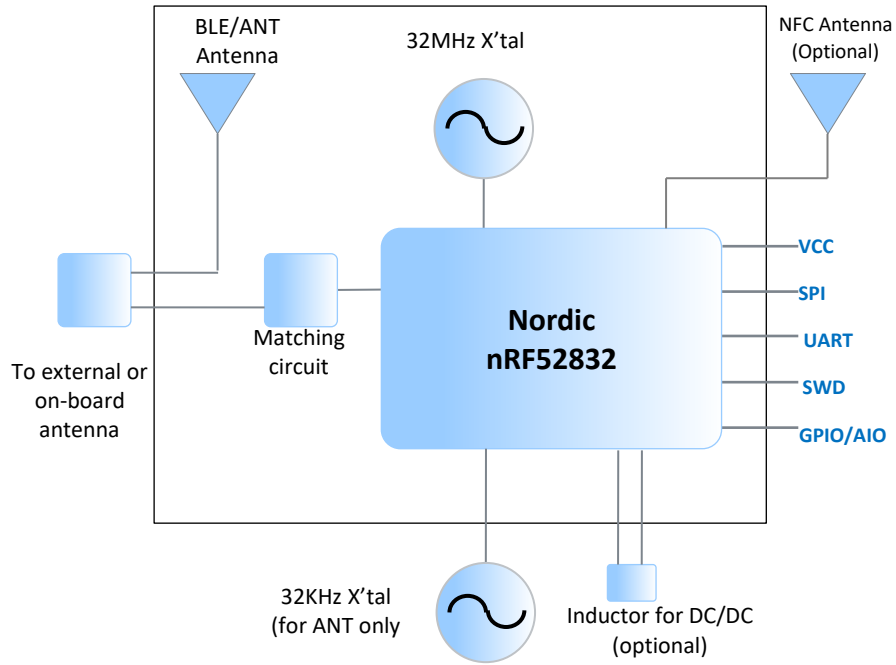 BLE/ANT
Antenna
32MHz X’tal
NFC Antenna
(Optional)
VCC
SPI
Nordic
nRF52832
UART
Matching
circuit
To external or
on-board
antenna
SWD
GPIO/AIO
32KHz X’tal
(for ANT only
Inductor for DC/DC
(optional)